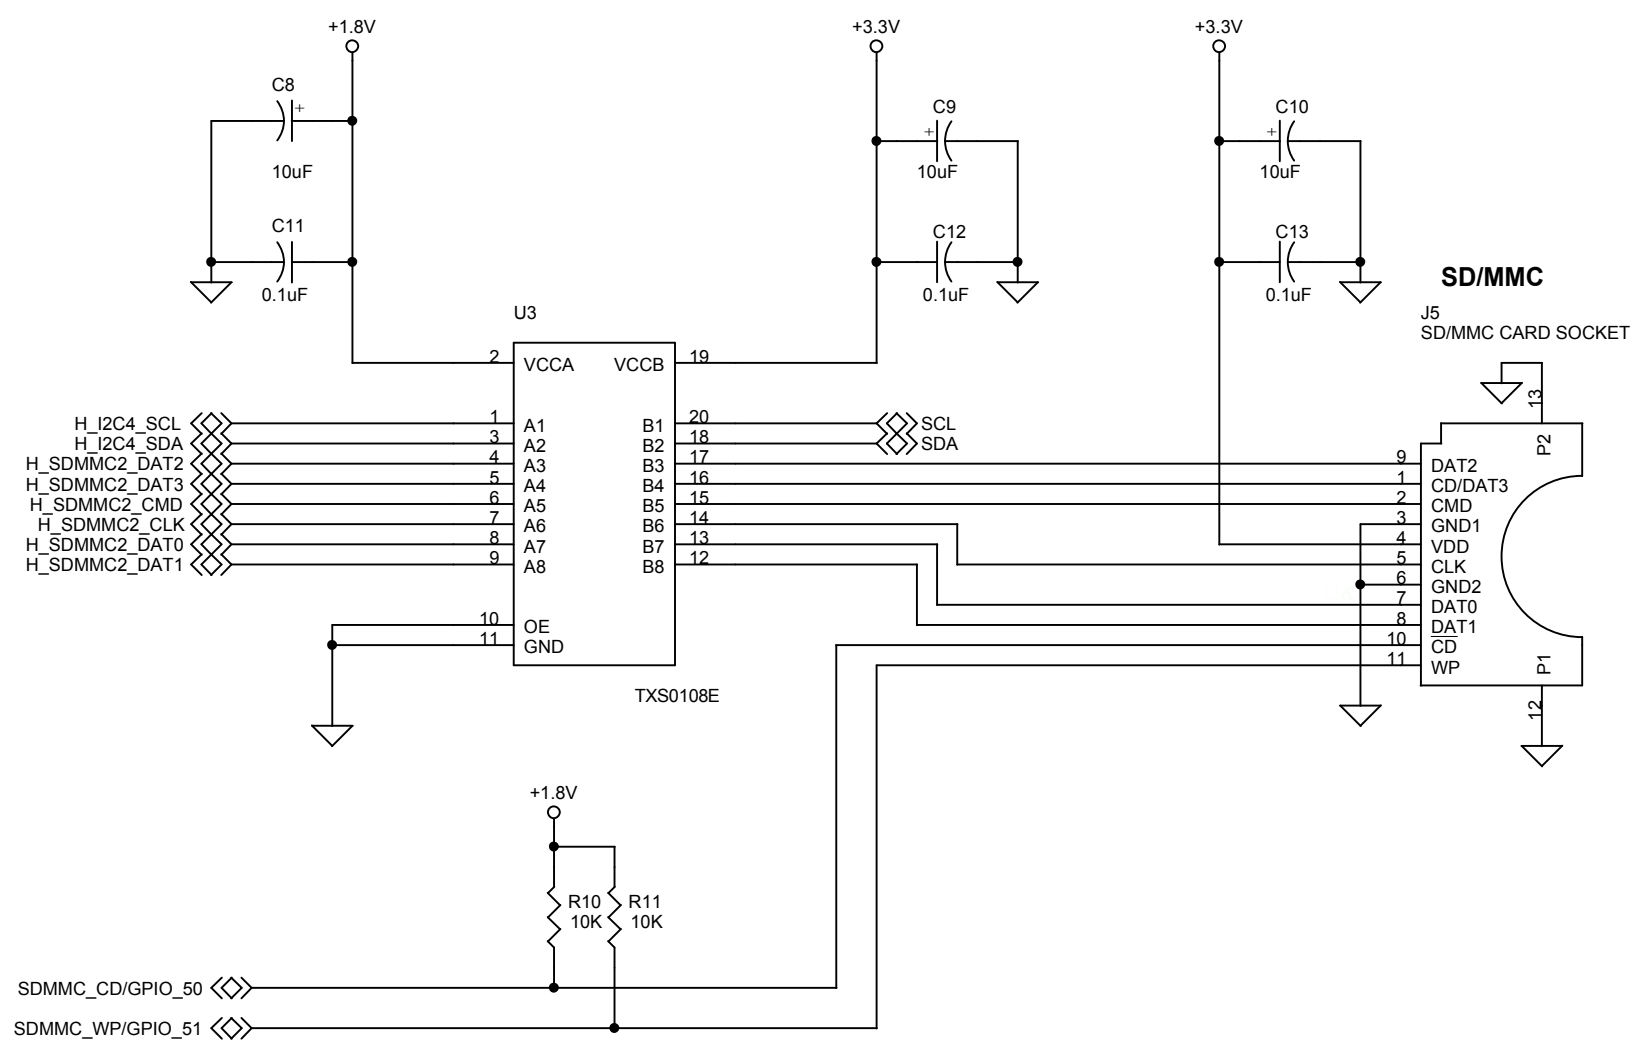 +1.8V
+3.3V
+3.3V
C8
+
10uF
C11
0.1uF
C9
+
10uF
C12
0.1uF
C10
+
10uF
C13
0.1uF
SD/MMC
J5
SD/MMC CARD SOCKET
U3
2 VCCA VCCB 19
H_I2C4_SCL 1 A1 B1 20 SCL
H_I2C4_SDA 3 A2 B2 18 SDA
H_SDMMC2_DAT2 4 A3 B3 17
H_SDMMC2_DAT3 5 A4 B4 16
H_SDMMC2_CMD 6 A5 B5 15
H_SDMMC2_CLK 7 A6 B6 14
H_SDMMC2_DAT0 8 A7 B7 13
H_SDMMC2_DAT1 9 A8 B8 12
10 OE
11 GND
TXS0108E
13
P2
9 DAT2
1 CD/DAT3
2 CMD
3 GND1
4 VDD
5 CLK
6 GND2
7 DAT0
8 DAT1
10 CD
11 WP
P1
12
+1.8V
R10
10K
R11
10K
SDMMC_CD/GPIO_50
SDMMC_WP/GPIO_51